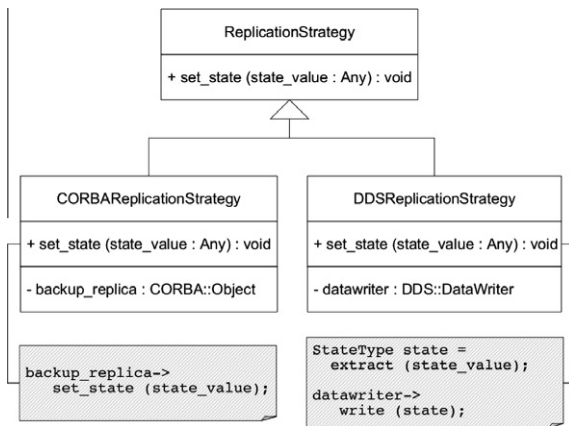 ReplicationStrategy
+ set_state (state_value : Any) : void
CORBAReplicationStrategy
+ set_state (state_value : Any) : void
- backup_replica : CORBA::Object
DDSReplicationStrategy
+ set_state (state_value : Any) : void
- datawriter : DDS::DataWriter
backup_replica->
set_state (state_value);
StateType state =
extract (state_value);
datawriter->
write (state);